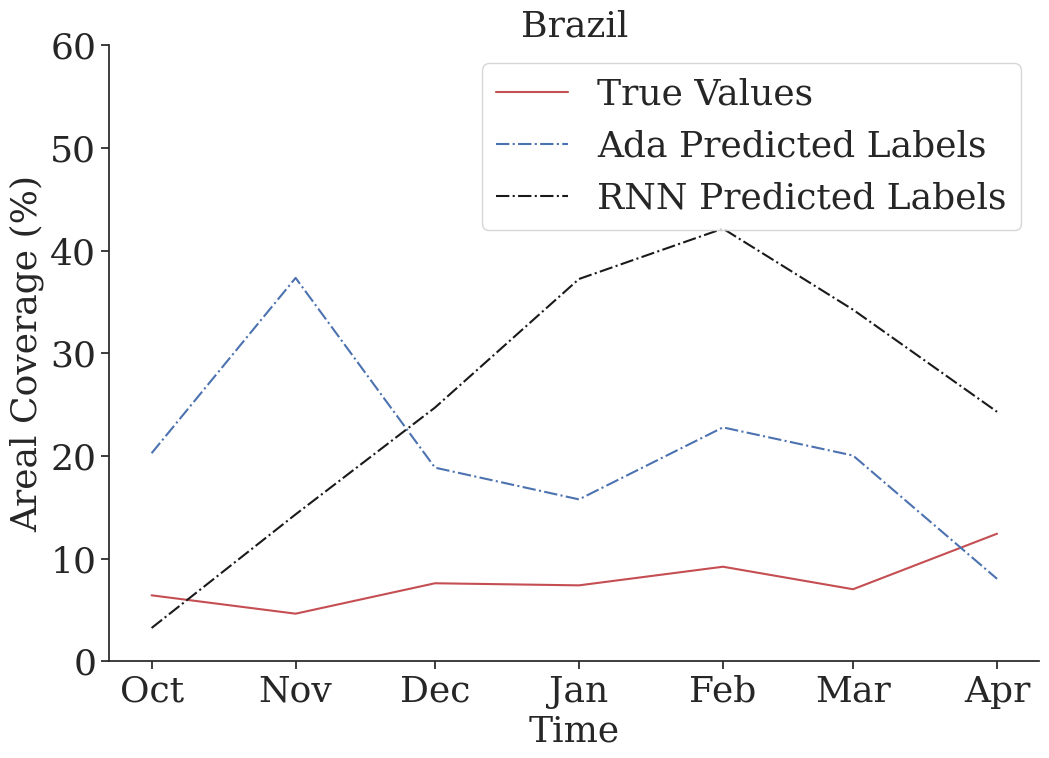 Brazil
60
50
40
30
20
10
0
Areal Coverage (%)
True Values
Ada Predicted Labels
RNN Predicted Labels
Oct Nov Dec Jan Feb Mar Apr
Time